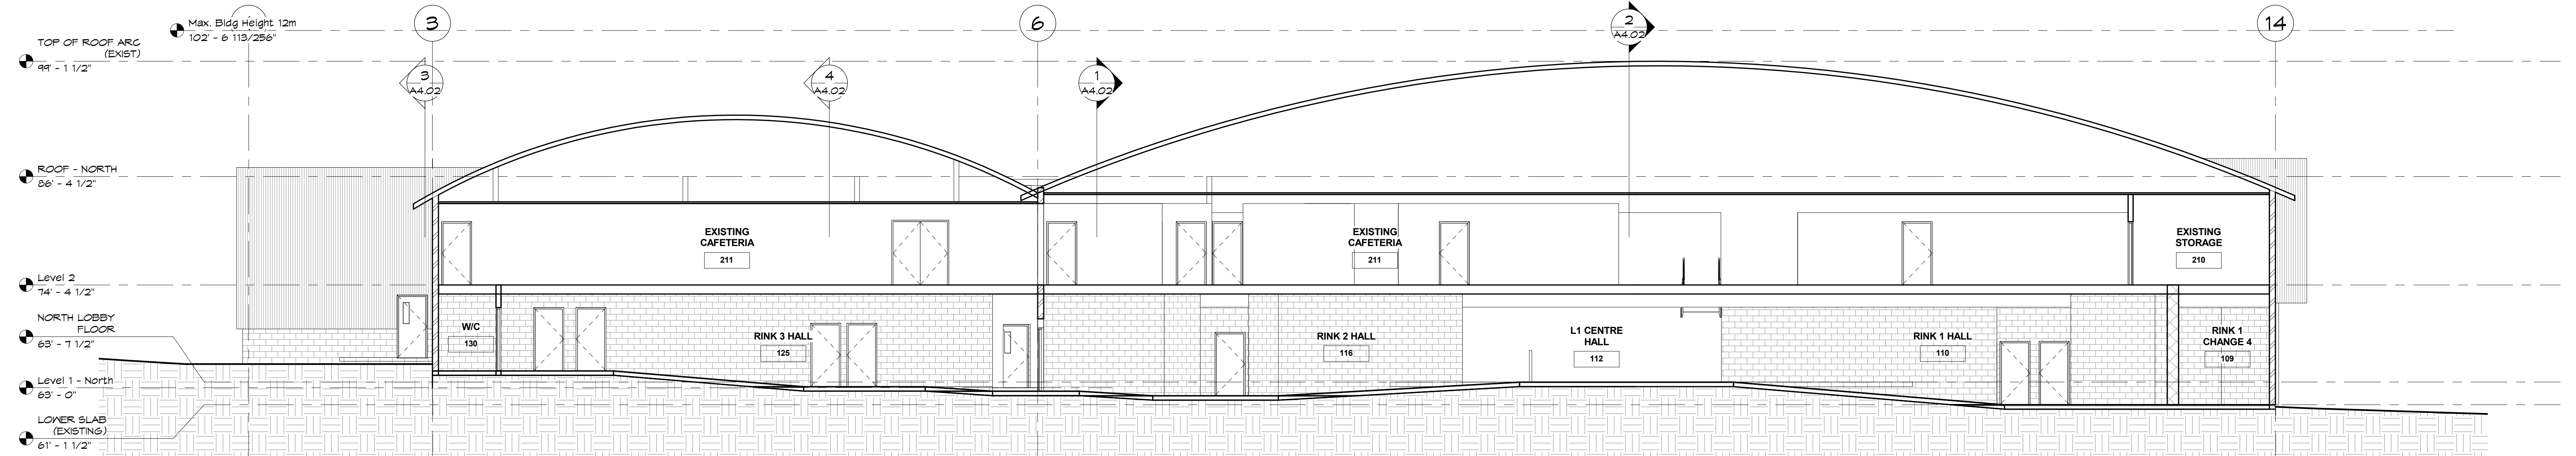 3
6
2
A4.02
14
Max. Bldg Height 12m
102' - 6 113/256"
TOP OF ROOF ARC
(EXIST)
99' - 1 1/2"
3
A4.02
4
A4.02
1
A4.02
ROOF - NORTH
86' - 4 1/2"
EXISTING
CAFETERIA
211
EXISTING
CAFETERIA
211
EXISTING
STORAGE
210
Level 2
74' - 4 1/2"
NORTH LOBBY
FLOOR
63' - 7 1/2"
W/C
130
RINK 3 HALL
125
RINK 2 HALL
116
L1 CENTRE
HALL
112
RINK 1 HALL
110
RINK 1
CHANGE 4
109
Level 1 - North
63' - 0"
LOWER SLAB
(EXISTING)
61' - 1 1/2"